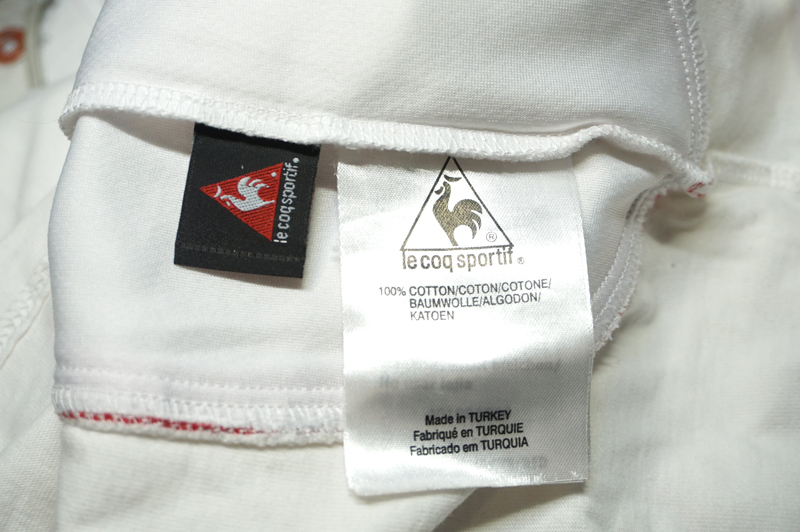 le coq sportif.
®
le coq sportif ®
100% COTTON/COTON/COTONE/
BAUMWOLLE/ALGODON/
KATOEN
Made in TURKEY
Fabriqué en TURQUIE
Fabricado em TURQUIA